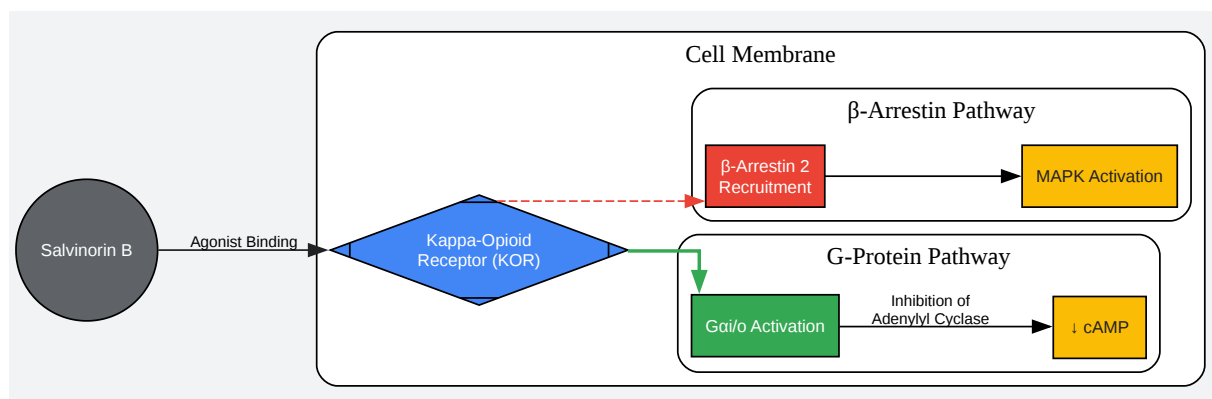 Cell Membrane
β-Arrestin Pathway
β-Arrestin 2
Recruitment
MAPK Activation
Salvinorin B
Agonist Binding
Kappa-Opioid
Receptor (KOR)
G-Protein Pathway
Gαi/o Activation
Inhibition of
Adenylyl Cyclase
↓ cAMP